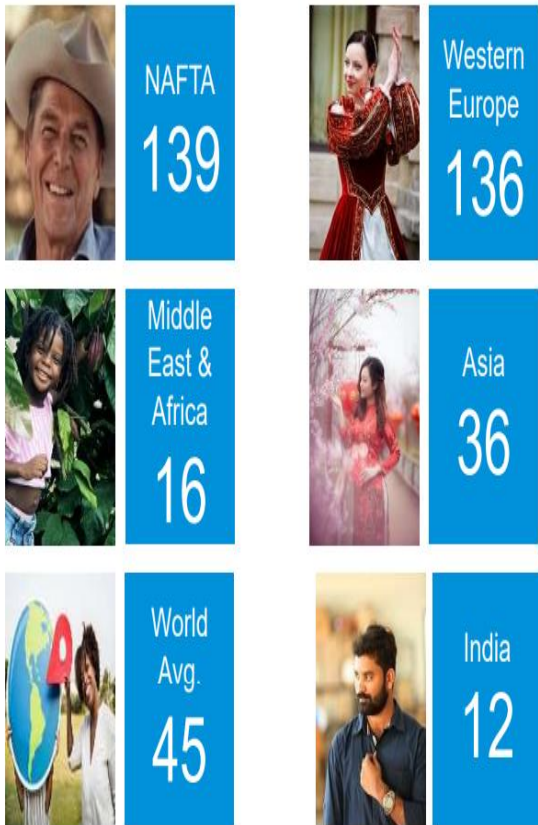 NAFTA
139
Western
Europe
136
Middle
East &
Africa
16
Asia
36
World
Avg.
45
India
12